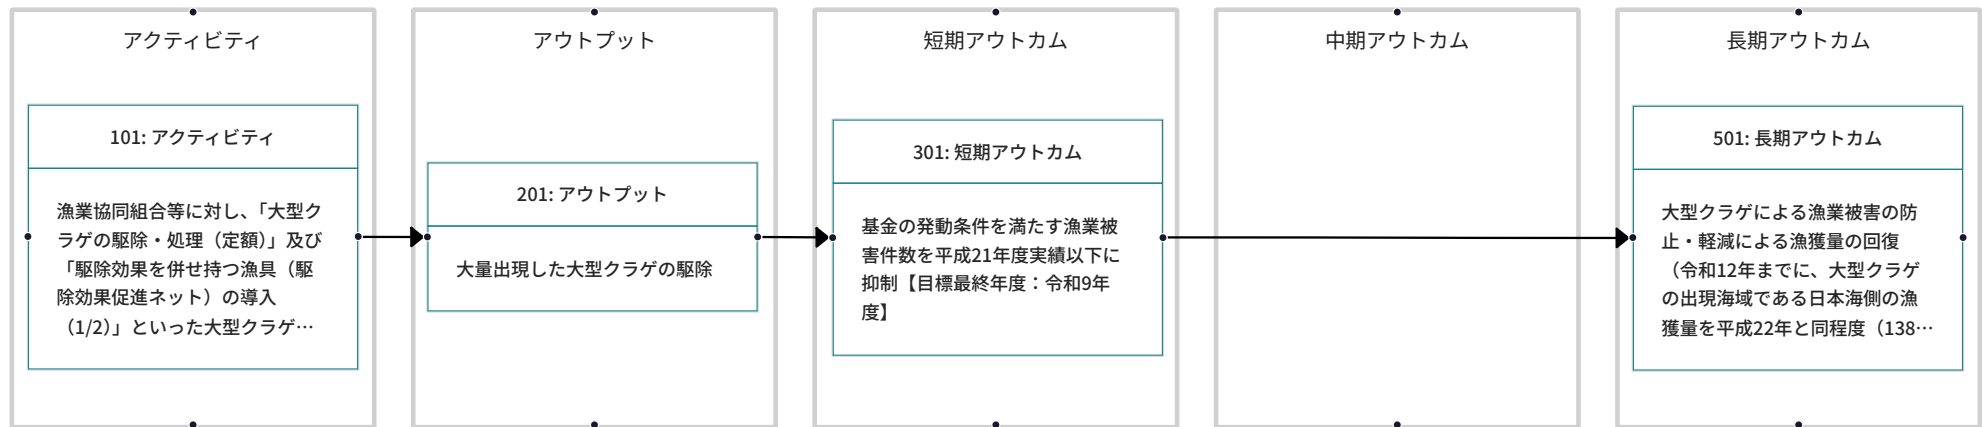 アクティビティ
アウトプット
短期アウトカム
中期アウトカム
長期アウトカム
101: アクティビティ
漁業協同組合等に対し、「大型ク
ラゲの駆除・処理（定額）」及び
「駆除効果を併せ持つ漁具（駆
除効果促進ネット）の導入
（1/2）」といった大型クラゲ…
201: アウトプット
大量出現した大型クラゲの駆除
301: 短期アウトカム
基金の発動条件を満たす漁業被
害件数を平成21年度実績以下に
抑制【目標最終年度：令和9年
度】
501: 長期アウトカム
大型クラゲによる漁業被害の防
止・軽減による漁獲量の回復
（令和12年までに、大型クラゲ
の出現海域である日本海側の漁
獲量を平成22年と同程度（138…